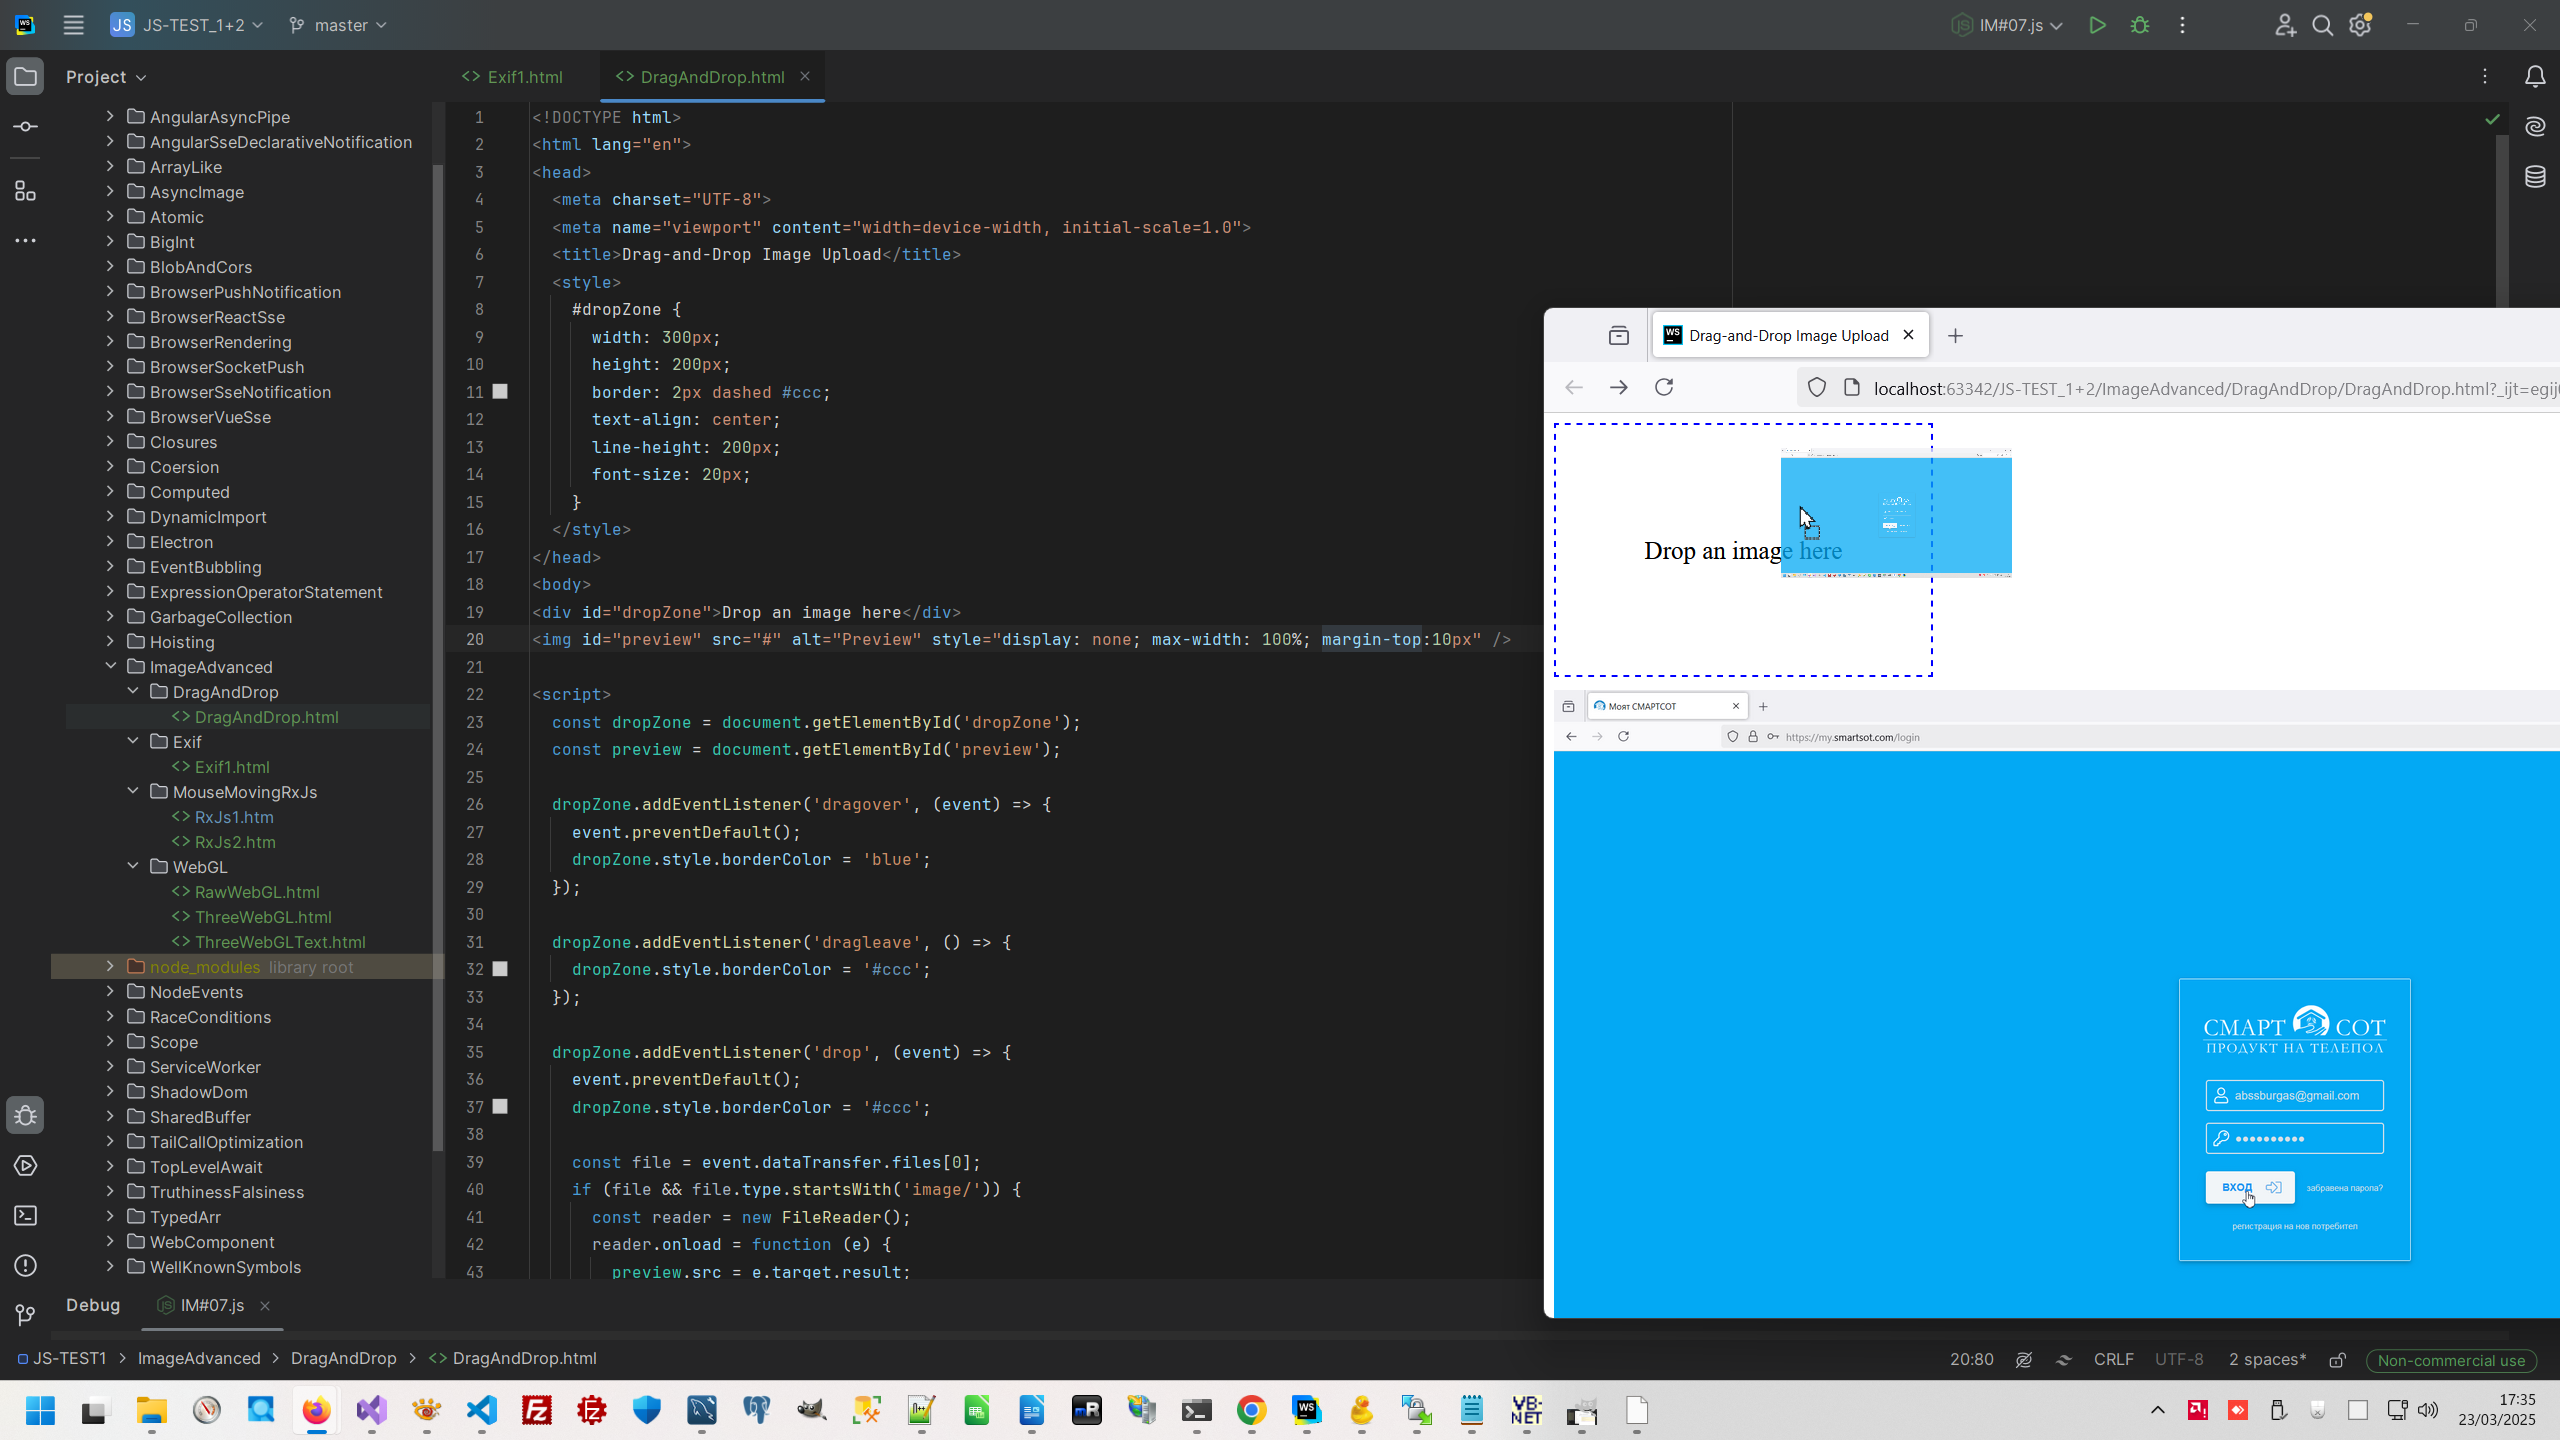 JS JS-TEST_1+2
master
IM#07.js
Project
Exif1.html
DragAndDrop.html
AngularAsyncPipe
AngularSseDeclarativeNotification
ArrayLike
AsyncImage
Atomic
BigInt
BlobAndCors
BrowserPushNotification
BrowserReactSse
BrowserRendering
BrowserSocketPush
BrowserSseNotification
BrowserVueSse
Closures
Coersion
Computed
DynamicImport
Electron
EventBubbling
ExpressionOperatorStatement
GarbageCollection
Hoisting
ImageAdvanced
DragAndDrop
DragAndDrop.html
Exif
Exif1.html
MouseMovingRxJs
RxJs1.htm
RxJs2.htm
WebGL
RawWebGL.html
ThreeWebGL.html
ThreeWebGLText.html
node_modules library root
NodeEvents
RaceConditions
Scope
ServiceWorker
ShadowDom
SharedBuffer
TailCallOptimization
TopLevelAwait
TruthinessFalsiness
TypedArr
WebComponent
WellKnownSymbols
1 <!DOCTYPE html>
2 <html lang="en">
3 <head>
4 <meta charset="UTF-8">
5 <meta name="viewport" content="width=device-width, initial-scale=1.0">
6 <title>Drag-and-Drop Image Upload</title>
7 <style>
8 #dropZone {
9 width: 300px;
10 height: 200px;
11 border: 2px dashed #ccc;
12 text-align: center;
13 line-height: 200px;
14 font-size: 20px;
15 }
16 </style>
17 </head>
18 <body>
19 <div id="dropZone">Drop an image here</div>
20 <img id="preview" src="#" alt="Preview" style="display: none; max-width: 100%; margin-top:10px" />
21
22 <script>
23 const dropZone = document.getElementById('dropZone');
24 const preview = document.getElementById('preview');
25
26 dropZone.addEventListener('dragover', (event) => {
27 event.preventDefault();
28 dropZone.style.borderColor = 'blue';
29 });
30
31 dropZone.addEventListener('dragleave', () => {
32 dropZone.style.borderColor = '#ccc';
33 });
34
35 dropZone.addEventListener('drop', (event) => {
36 event.preventDefault();
37 dropZone.style.borderColor = '#ccc';
38
39 const file = event.dataTransfer.files[0];
40 if (file && file.type.startsWith('image/')) {
41 const reader = new FileReader();
42 reader.onload = function (e) {
43 preview.src = e.target.result;
Drag-and-Drop Image Upload
localhost:63342/JS-TEST_1+2/ImageAdvanced/DragAndDrop/DragAndDrop.html?_ijt=egij
Drop an image here
Моят СМАРТСОТ
https://my.smartsot.com/login
СМАРТ СОТ
ПРОДУКТ НА ТЕЛЕПОЛ
abssburgas@gmail.com
ВХОД
забравена парола?
регистрация на нов потребител
Debug
IM#07.js
JS-TEST1 > ImageAdvanced > DragAndDrop > DragAndDrop.html
20:80 CRLF UTF-8 2 spaces* Non-commercial use
17:35
23/03/2025